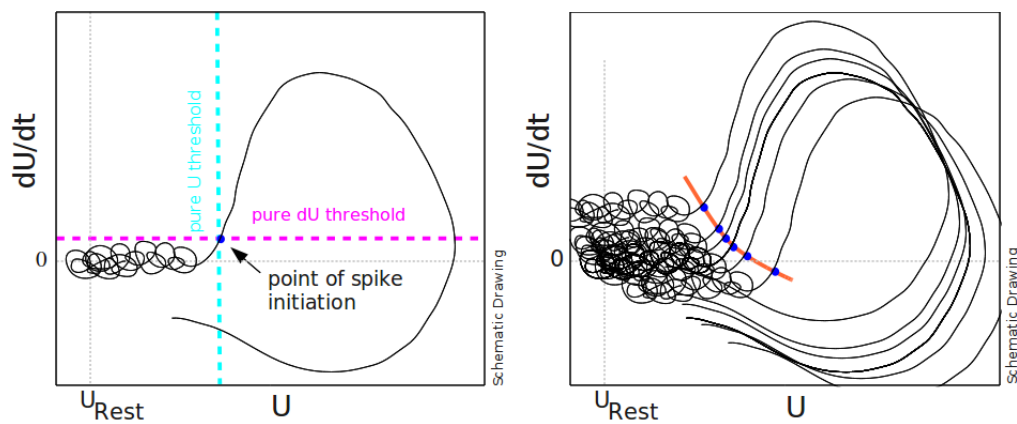 dU/dt
0
pure U threshold
pure dU threshold
point of spike
initiation
U Rest
U
Schematic Drawing
dU/dt
0
U Rest
U
Schematic Drawing